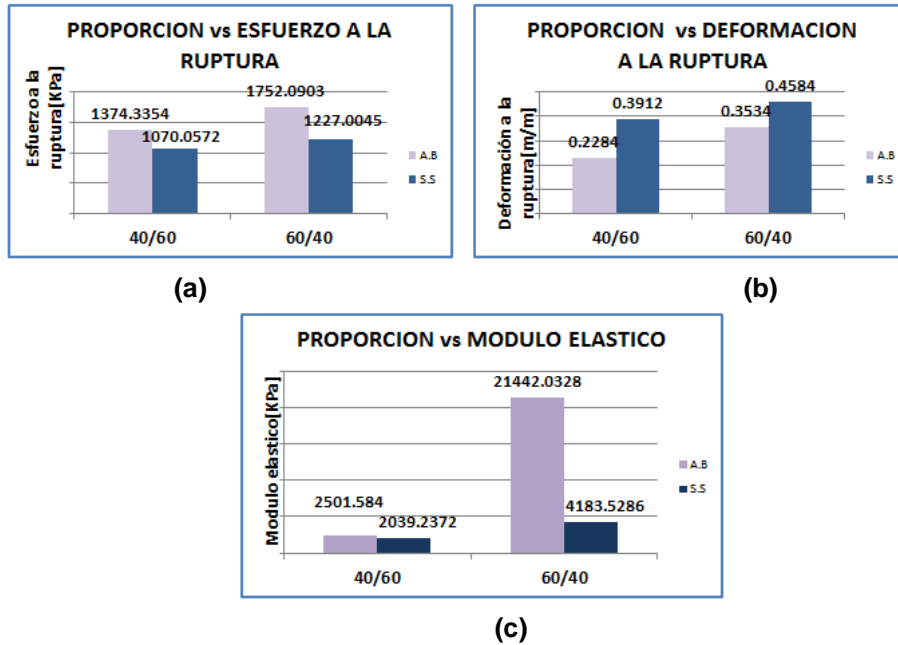 PROPORCION vs ESFUERZO A LA
RUPTURA
Esfuerzo a la
ruptura[KPa]
1374.3354
1070.0572
1752.0903
1227.0045
A.B
S.S
40/60
60/40
(a)
PROPORCION vs DEFORMACION
A LA RUPTURA
Deformación a la
ruptura[m/m]
0.2284
0.3912
0.3534
0.4584
A.B
S.S
40/60
60/40
(b)
PROPORCION vs MODULO ELASTICO
Modulo elastico[KPa]
2501.584
2039.2372
21442.0328
4183.5286
A.B
S.S
40/60
60/40
(c)